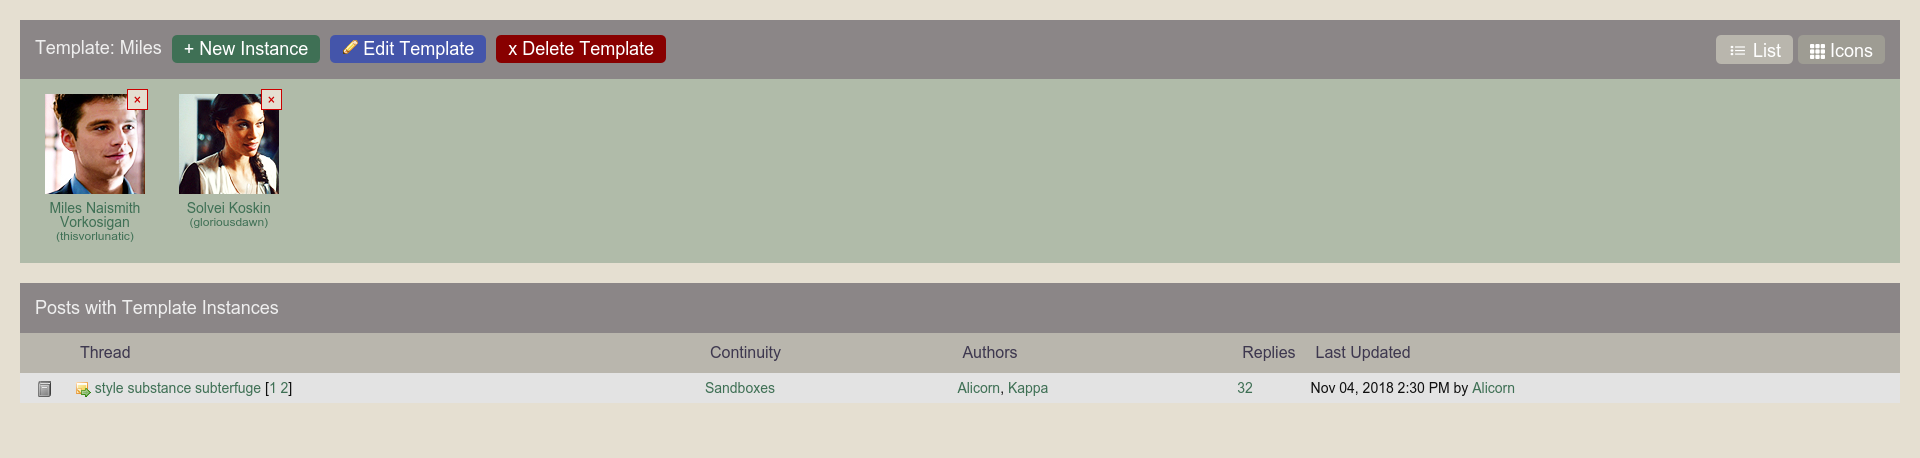 Template: Miles + New Instance Edit Template x Delete Template List Icons
× ×
Miles Naismith
Vorkosigan
(thisvorlunatic)
Solvei Koskin
(gloriousdawn)
Posts with Template Instances
Thread Continuity Authors Replies Last Updated
style substance subterfuge [1 2] Sandboxes Alicorn, Kappa 32 Nov 04, 2018 2:30 PM by Alicorn